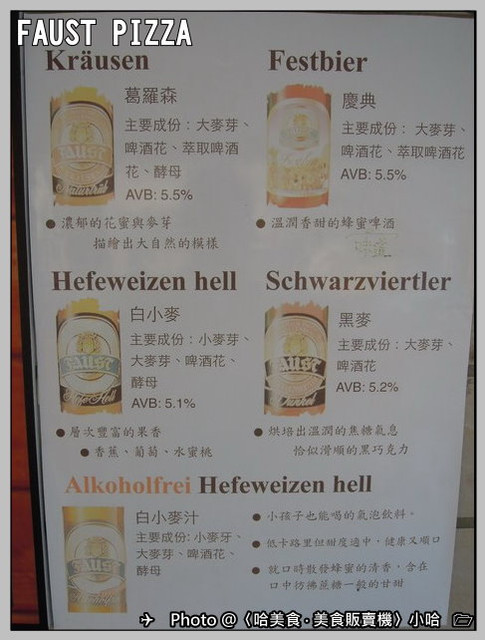 FAUST PIZZA
Kräusen
葛羅森
主要成份：大麥芽、
啤酒花、萃取啤酒
花、酵母
AVB: 5.5%
● 濃郁的花蜜與麥芽
描繪出大自然的模樣
Festbier
慶典
主要成份： 大麥芽、
啤酒花、萃取啤酒花
AVB: 5.5%
● 溫潤香甜的蜂蜜啤酒
味道
Hefeweizen hell
白小麥
主要成份：小麥芽、
大麥芽、啤酒花、
酵母
AVB: 5.1%
● 層次豐富的果香
● 香蕉、葡萄、水蜜桃
Schwarzviertler
黑麥
主要成份：大麥芽、
啤酒花
AVB: 5.2%
● 烘培出溫潤的焦糖氣息
恰似滑順的黑巧克力
Alkoholfrei Hefeweizen hell
白小麥汁
主要成份: 小麥牙、
大麥芽、啤酒花、
酵母
● 小孩子也能喝的氣泡飲料。
● 低卡路里但甜度適中，健康又順口
● 就口時散發蜂蜜的清香，含在
口中彷彿蔗糖一般的甘甜
FAUST
Kräusen
FAUST
FAUST
Hefe Hell
FAUST
FAUST
✈ Photo @〈哈美食·美食販賣機〉小哈